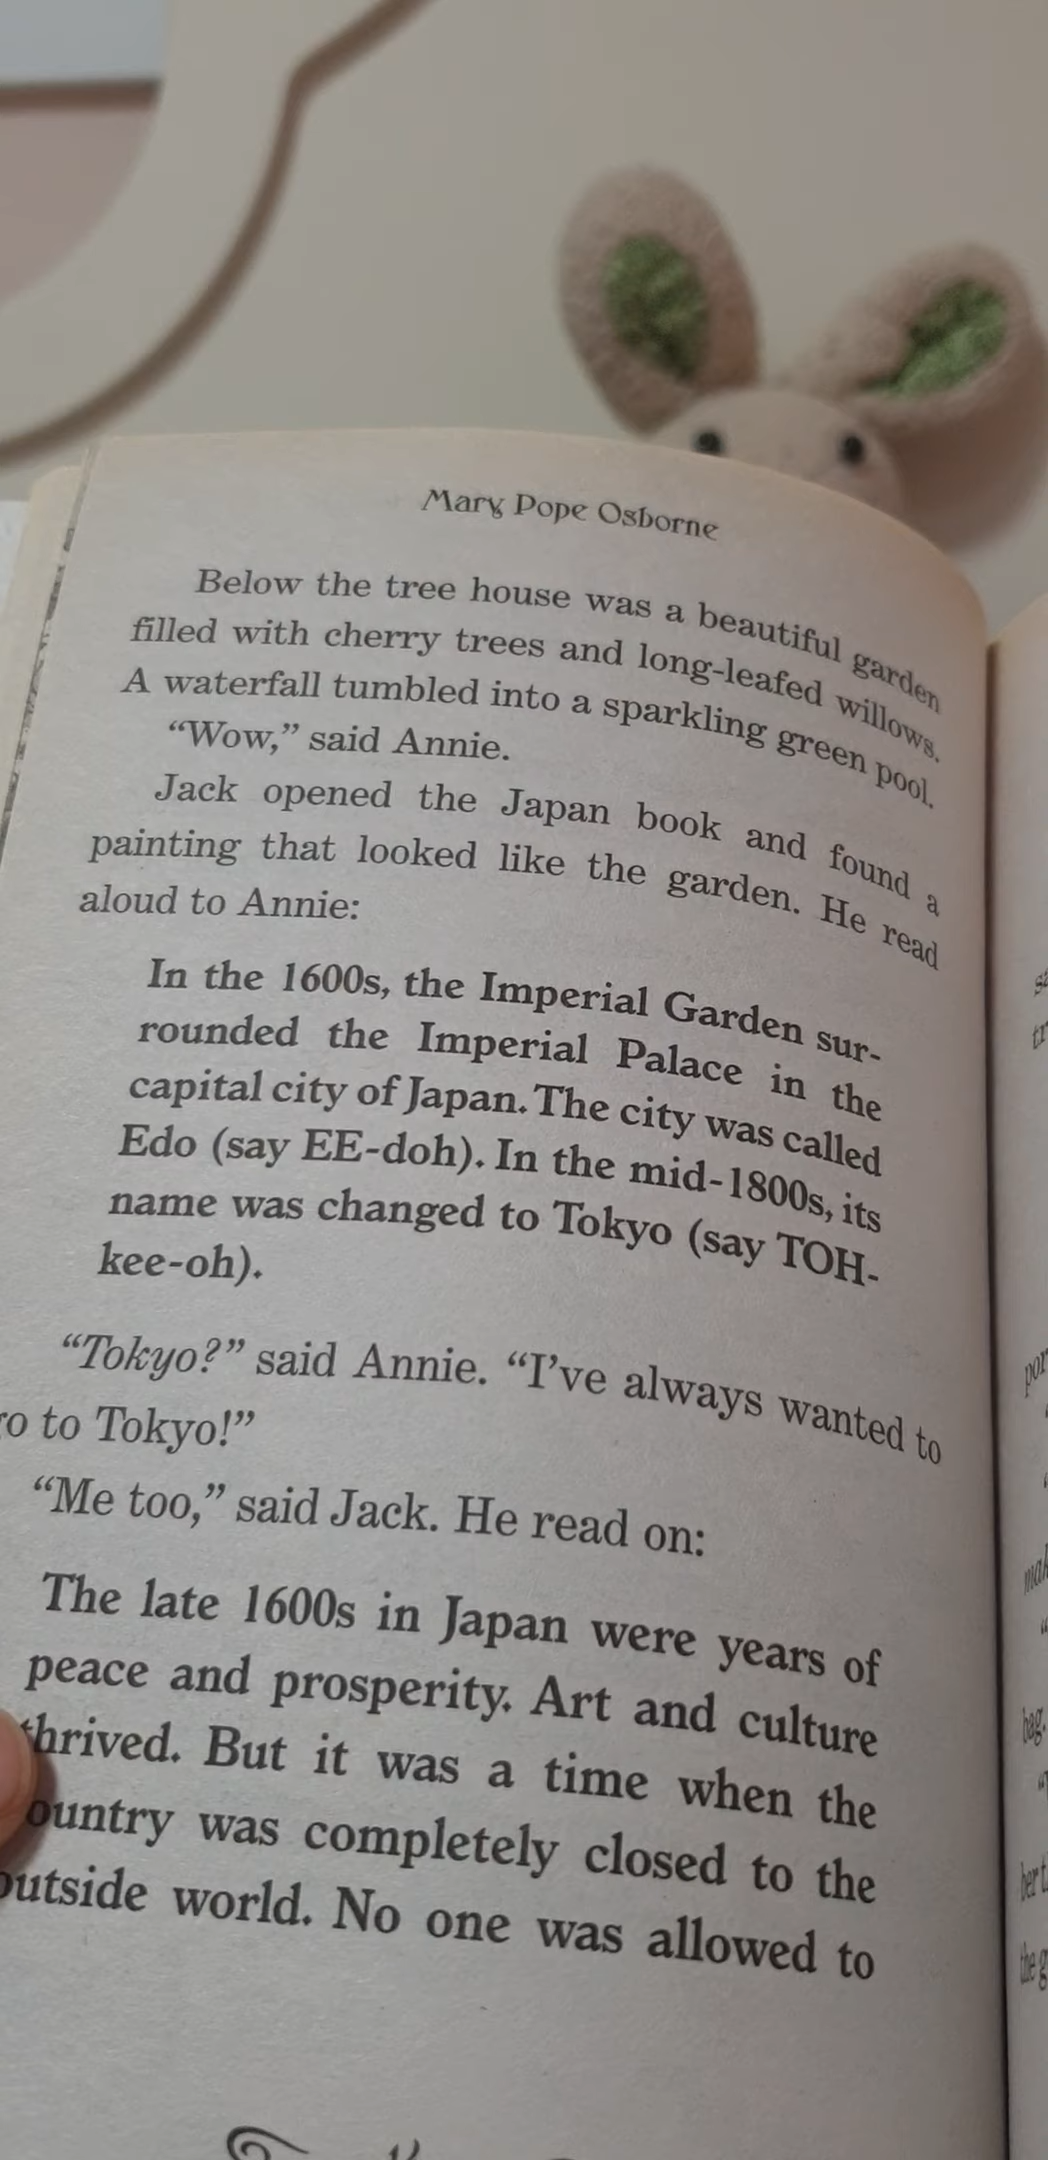 Mary Pope Osborne
Below the tree house was a beautiful garden
filled with cherry trees and long-leafed willows.
A waterfall tumbled into a sparkling green pool.
“Wow,” said Annie.
Jack opened the Japan book and found a
painting that looked like the garden. He read
aloud to Annie:
In the 1600s, the Imperial Garden sur-
rounded the Imperial Palace in the
capital city of Japan. The city was called
Edo (say EE-doh). In the mid-1800s, its
name was changed to Tokyo (say TOH-
kee-oh).
“Tokyo?” said Annie. “I’ve always wanted to
to Tokyo!”
“Me too,” said Jack. He read on:
The late 1600s in Japan were years of
peace and prosperity. Art and culture
thrived. But it was a time when the
ountry was completely closed to the
outside world. No one was allowed to